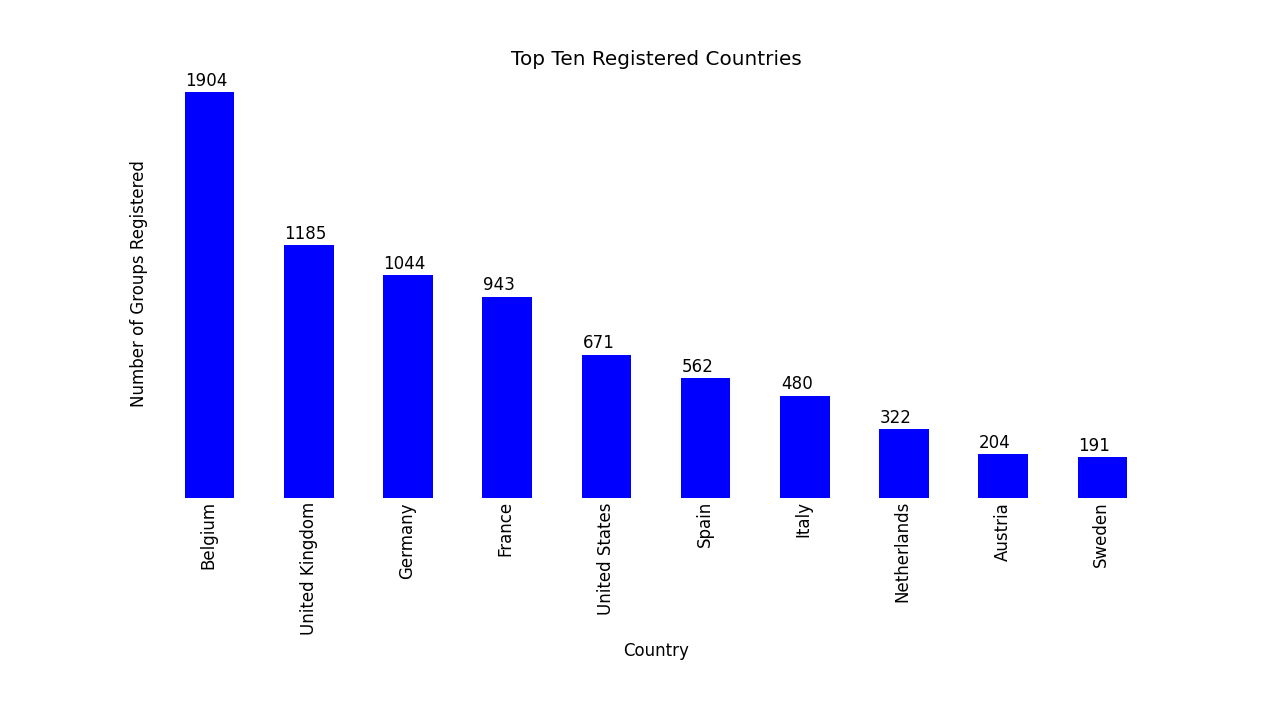 Top Ten Registered Countries
Number of Groups Registered
1904
1185
1044
943
671
562
480
322
204
191
Belgium
United Kingdom
Germany
France
United States
Spain
Italy
Netherlands
Austria
Sweden
Country